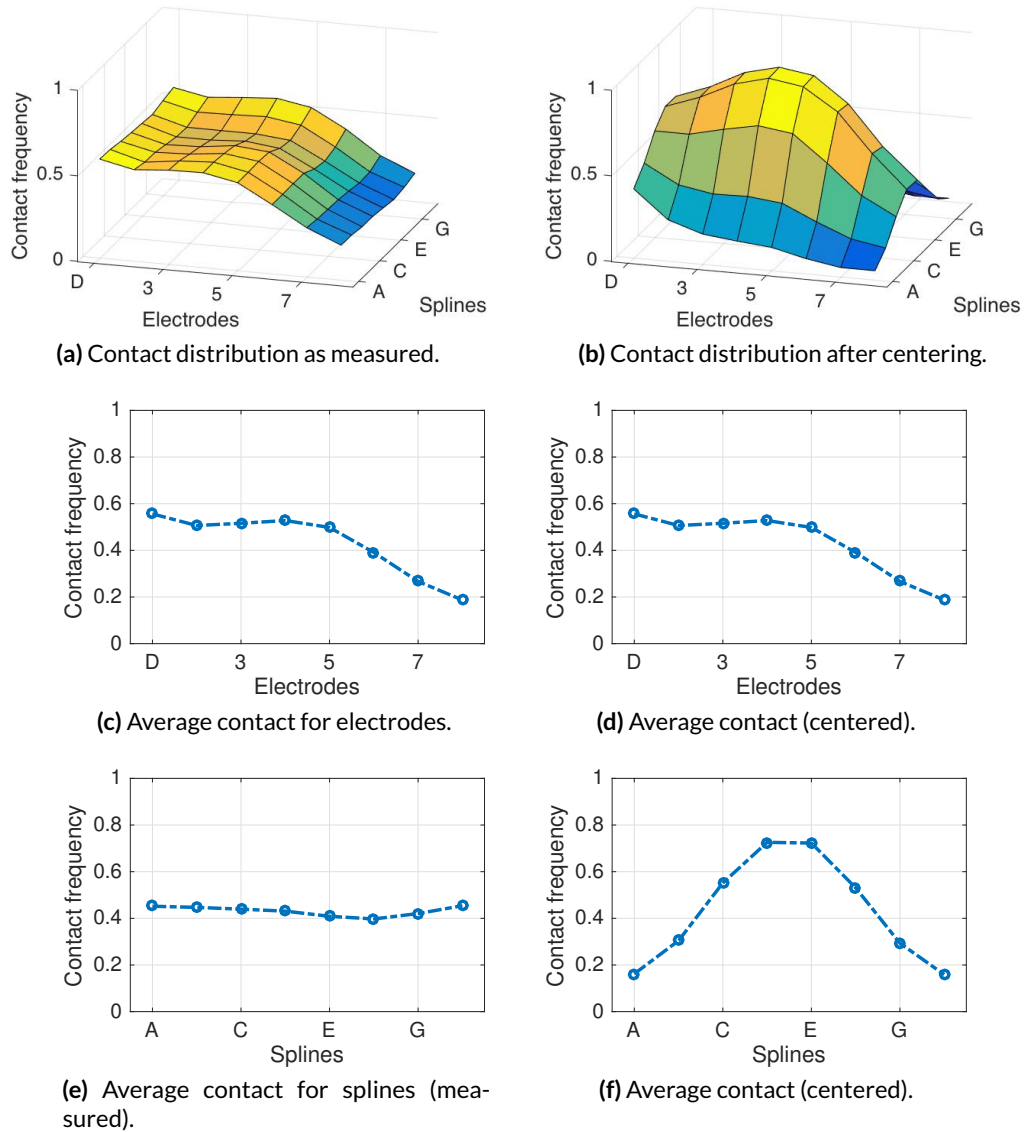 1
0.5
0
Contact frequency
D
3
5
7
Electrodes
A
C
E
G
Splines
(a) Contact distribution as measured.
1
0.5
0
Contact frequency
D
3
5
7
Electrodes
A
C
E
G
Splines
(b) Contact distribution after centering.
1
0.8
0.6
0.4
0.2
0
Contact frequency
D 3 5 7
Electrodes
(c) Average contact for electrodes.
1
0.8
0.6
0.4
0.2
0
Contact frequency
D 3 5 7
Electrodes
(d) Average contact (centered).
1
0.8
0.6
0.4
0.2
0
Contact frequency
A C E G
Splines
(e) Average contact for splines (mea-
sured).
1
0.8
0.6
0.4
0.2
0
Contact frequency
A C E G
Splines
(f) Average contact (centered).